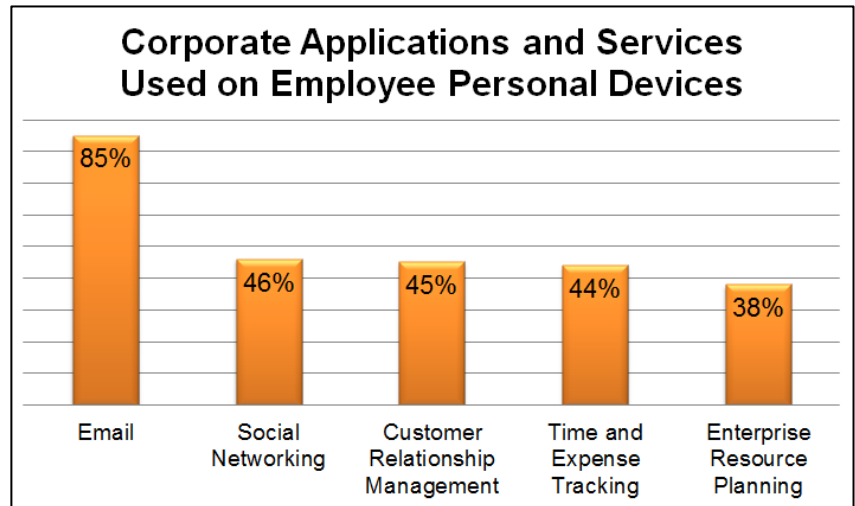 Corporate Applications and Services
Used on Employee Personal Devices
85%
46%
45%
44%
38%
Email
Social
Networking
Customer
Relationship
Management
Time and
Expense
Tracking
Enterprise
Resource
Planning